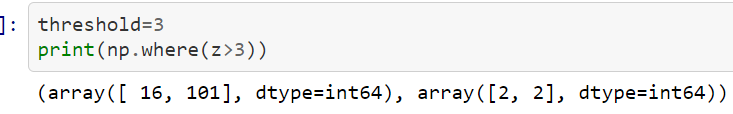 ]:
threshold=3
print(np.where(z>3))
(array([ 16, 101], dtype=int64), array([2, 2], dtype=int64))